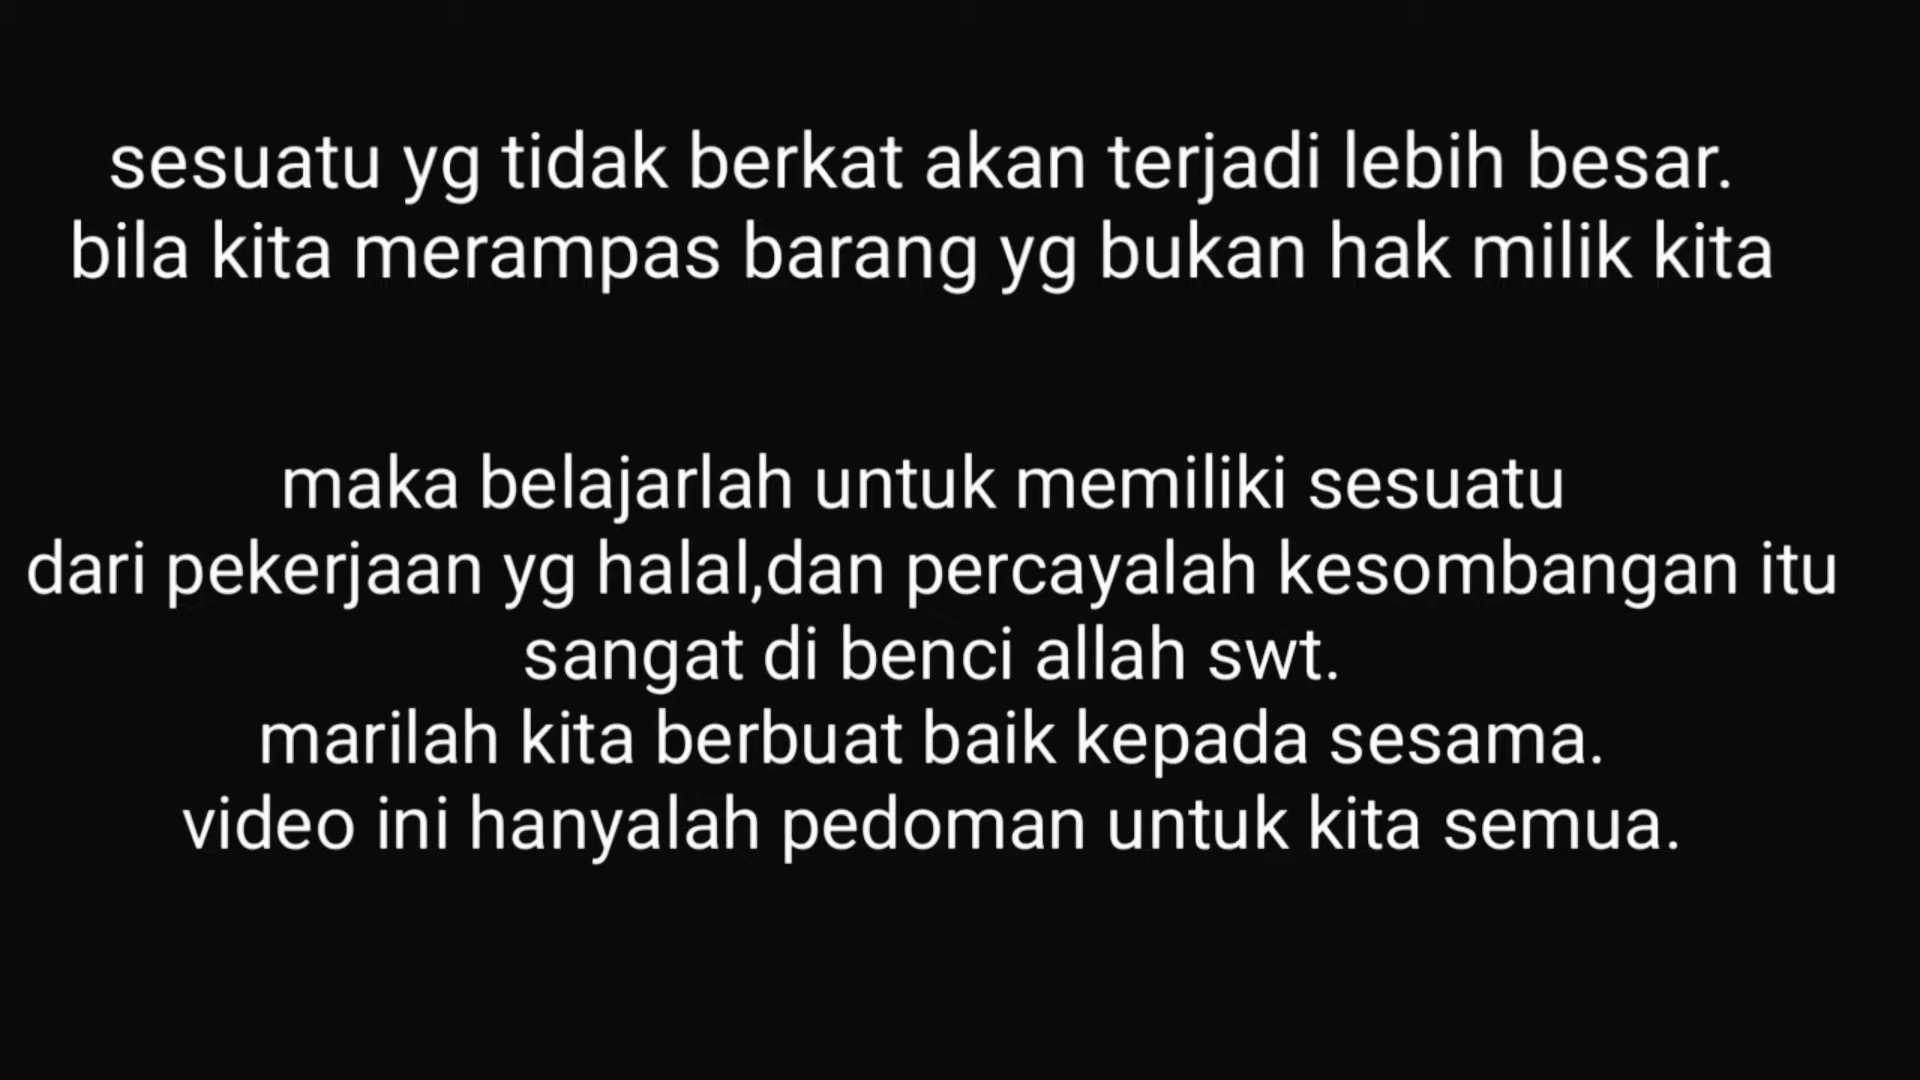 sesuatu yg tidak berkat akan terjadi lebih besar.
bila kita merampas barang yg bukan hak milik kita
maka belajarlah untuk memiliki sesuatu
dari pekerjaan yg halal,dan percayalah kesombangan itu
sangat di benci allah swt.
marilah kita berbuat baik kepada sesama.
video ini hanyalah pedoman untuk kita semua.